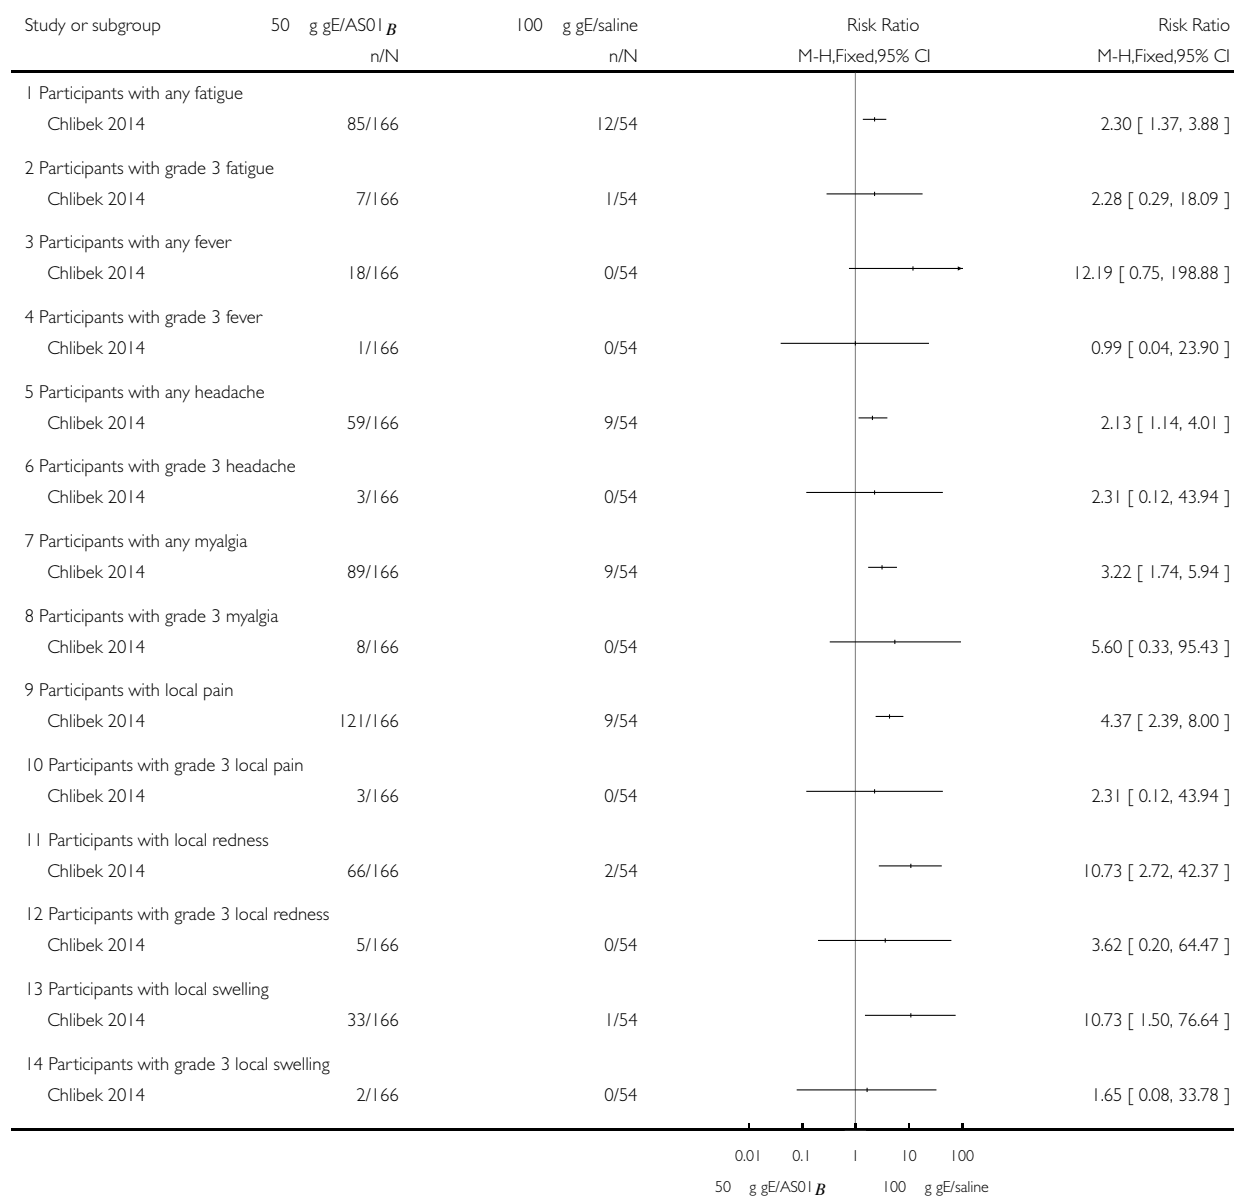 Study or subgroup 50 g gE/AS01B 100 g gE/saline Risk Ratio Risk Ratio
n/N n/N M-H,Fixed,95% CI M-H,Fixed,95% CI
1 Participants with any fatigue
Chlibek 2014 85/166 12/54 2.30 [ 1.37, 3.88 ]
2 Participants with grade 3 fatigue
Chlibek 2014 7/166 1/54 2.28 [ 0.29, 18.09 ]
3 Participants with any fever
Chlibek 2014 18/166 0/54 12.19 [ 0.75, 198.88 ]
4 Participants with grade 3 fever
Chlibek 2014 1/166 0/54 0.99 [ 0.04, 23.90 ]
5 Participants with any headache
Chlibek 2014 59/166 9/54 2.13 [ 1.14, 4.01 ]
6 Participants with grade 3 headache
Chlibek 2014 3/166 0/54 2.31 [ 0.12, 43.94 ]
7 Participants with any myalgia
Chlibek 2014 89/166 9/54 3.22 [ 1.74, 5.94 ]
8 Participants with grade 3 myalgia
Chlibek 2014 8/166 0/54 5.60 [ 0.33, 95.43 ]
9 Participants with local pain
Chlibek 2014 121/166 9/54 4.37 [ 2.39, 8.00 ]
10 Participants with grade 3 local pain
Chlibek 2014 3/166 0/54 2.31 [ 0.12, 43.94 ]
11 Participants with local redness
Chlibek 2014 66/166 2/54 10.73 [ 2.72, 42.37 ]
12 Participants with grade 3 local redness
Chlibek 2014 5/166 0/54 3.62 [ 0.20, 64.47 ]
13 Participants with local swelling
Chlibek 2014 33/166 1/54 10.73 [ 1.50, 76.64 ]
14 Participants with grade 3 local swelling
Chlibek 2014 2/166 0/54 1.65 [ 0.08, 33.78 ]
0.01 0.1 1 10 100
50 g gE/AS01B 100 g gE/saline